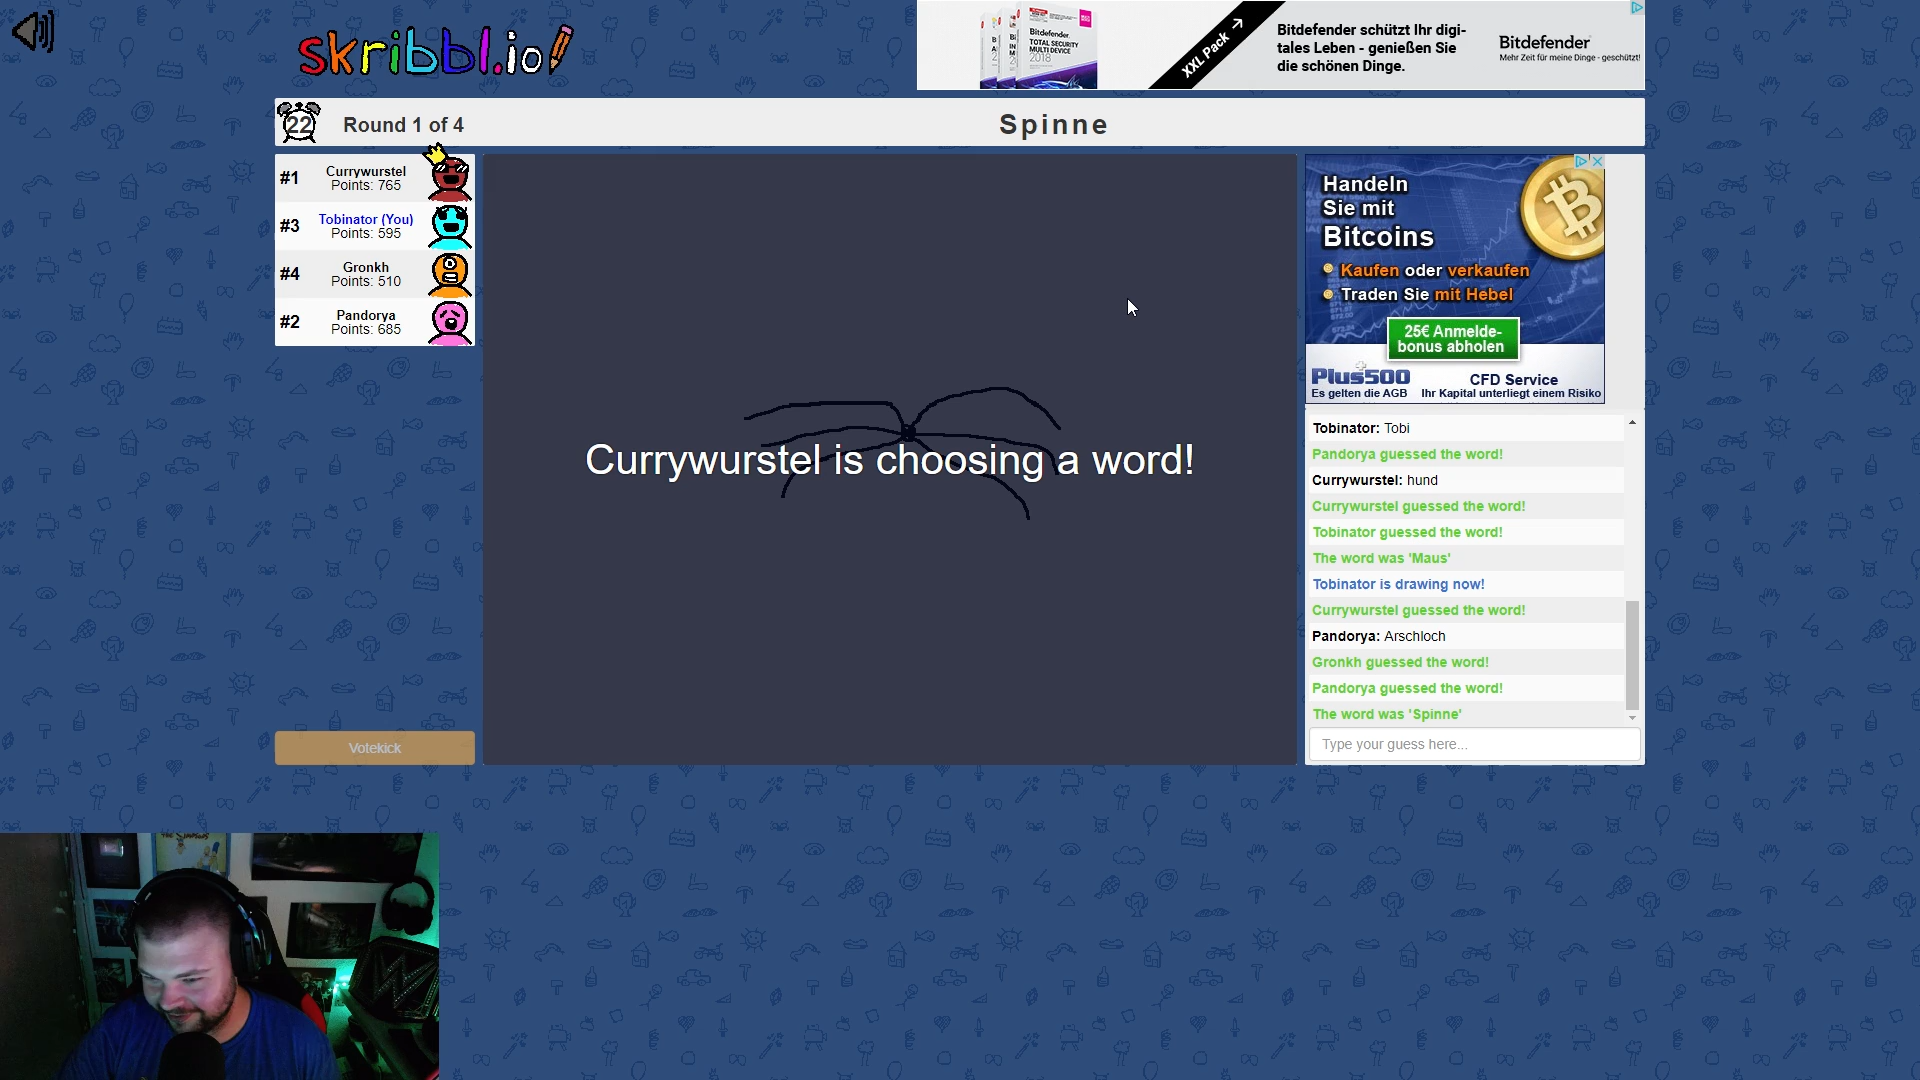 skribbl.io
Bitdefender
TOTAL SECURITY
MULTI DEVICE
2018
XXL Pack
Bitdefender schützt Ihr digi-
tales Leben - genießen Sie
die schönen Dinge.
Bitdefender
Mehr Zeit für meine Dinge - geschützt!
22
Round 1 of 4
Spinne
#1
Currywurstel
Points: 765
#3
Tobinator (You)
Points: 595
#4
Gronkh
Points: 510
#2
Pandorya
Points: 685
Votekick
Currywurstel is choosing a word!
Handeln
Sie mit
Bitcoins
Kaufen oder verkaufen
Traden Sie mit Hebel
25€ Anmelde-
bonus abholen
Plus500
Es gelten die AGB
CFD Service
Ihr Kapital unterliegt einem Risiko
Tobinator: Tobi
Pandorya guessed the word!
Currywurstel: hund
Currywurstel guessed the word!
Tobinator guessed the word!
The word was 'Maus'
Tobinator is drawing now!
Currywurstel guessed the word!
Pandorya: Arschloch
Gronkh guessed the word!
Pandorya guessed the word!
The word was 'Spinne'
Type your guess here...